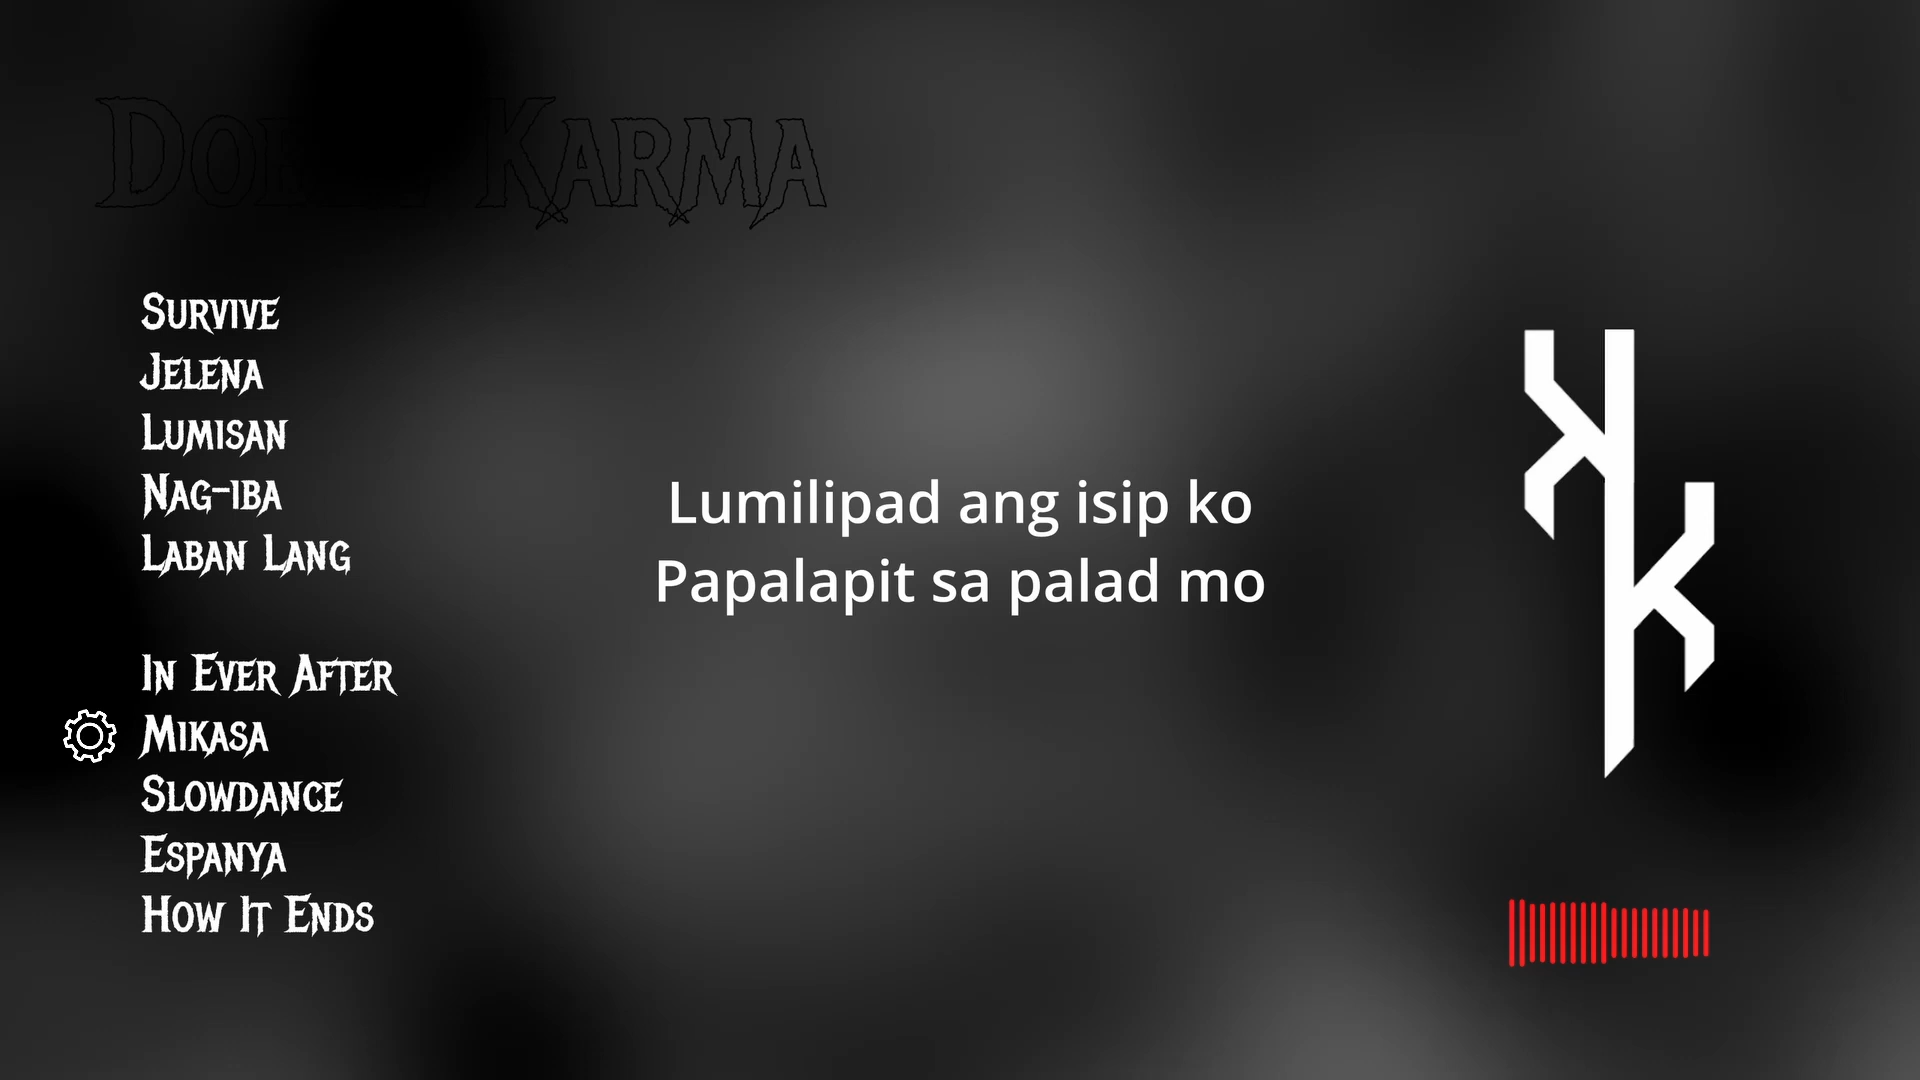 Karma
Survive
Jelena
Lumisan
Nag-iba
Laban Lang
In Ever After
Mikasa
Slowdance
Espanya
How It Ends
Lumilipad ang isip ko
Papalapit sa palad mo